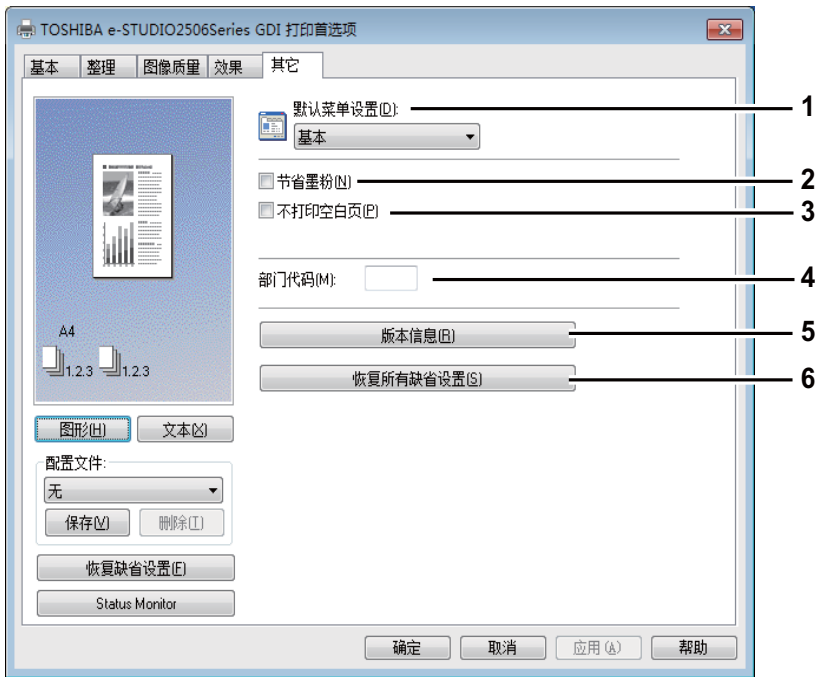 TOSHIBA e-STUDIO2506Series GDI 打印首选项
基本 整理 图像质量 效果 其它
默认菜单设置(D): 1
基本
节省墨粉(N) 2
不打印空白页(P) 3
部门代码(M): 4
版本信息(R) 5
恢复所有缺省设置(S) 6
A4
1.2.3 1.2.3
图形(H) 文本(X)
配置文件:
无
保存(V) 删除(T)
恢复缺省设置(F)
Status Monitor
确定 取消 应用(A) 帮助